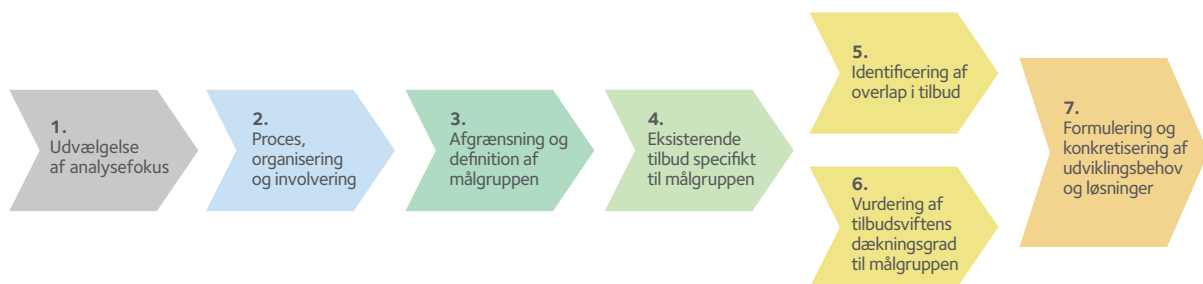 1.
Udvælgelse
af analysefokus
2.
Proces,
organisering
og involvering
3.
Afgrænsning og
definition af
målgruppen
4.
Eksisterende
tilbud specifikt
til målgruppen
5.
Identificering af
overlap i tilbud
6.
Vurdering af
tilbudsviftens
dækningsgrad
til målgruppen
7.
Formulering og
konkretisering af
udviklingsbehov
og løsninger